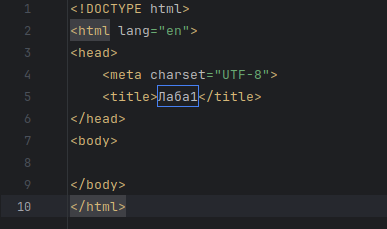 1 <!DOCTYPE html>
2 <html lang="en">
3 <head>
4     <meta charset="UTF-8">
5     <title>Лаба1</title>
6 </head>
7 <body>
8
9 </body>
10 </html>